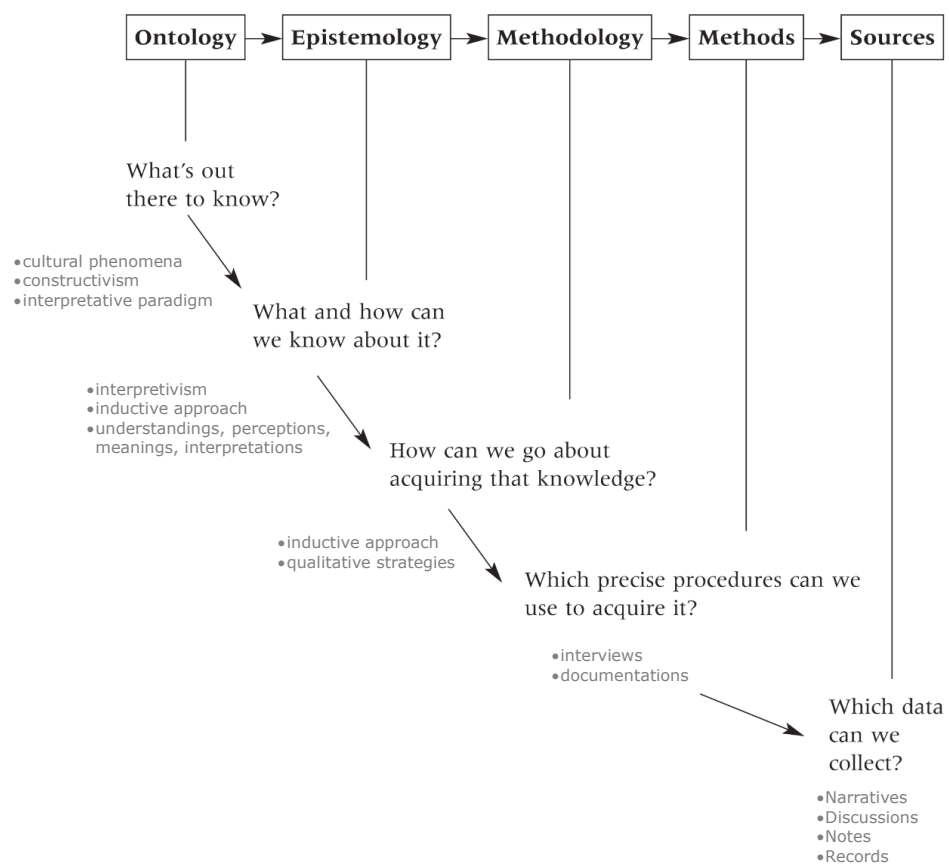 Ontology Epistemology Methodology Methods Sources
What's out
there to know?
•cultural phenomena
•constructivism
•interpretative paradigm
What and how can
we know about it?
•interpretivism
•inductive approach
•understandings, perceptions,
meanings, interpretations
How can we go about
acquiring that knowledge?
•inductive approach
•qualitative strategies
Which precise procedures can we
use to acquire it?
•interviews
•documentations
Which data
can we
collect?
•Narratives
•Discussions
•Notes
•Records